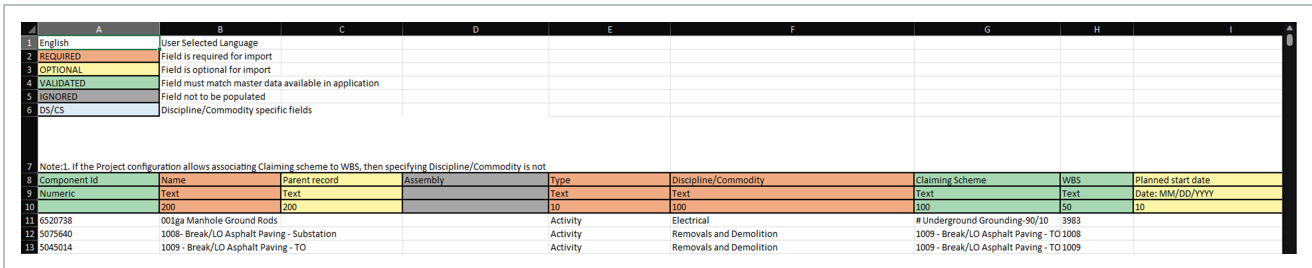 A B C D E F G H I
1 English User Selected Language
2 REQUIRED Field is required for import
3 OPTIONAL Field is optional for import
4 VALIDATED Field must match master data available in application
5 IGNORED Field not to be populated
6 DS/CS Discipline/Commodity specific fields
7 Note:1. If the Project configuration allows associating Claiming scheme to WBS, then specifying Discipline/Commodity is not
8 Component Id Name Parent record Assembly Type Discipline/Commodity Claiming Scheme WBS Planned start date
9 Numeric Text Text Text Text Text Text Date: MM/DD/YYYY
10 200 200 10 100 100 50 10
11 6520738 001ga Manhole Ground Rods Activity Electrical # Underground Grounding-90/10 3983
12 5075640 1008- Break/LO Asphalt Paving - Substation Activity Removals and Demolition 1009 - Break/LO Asphalt Paving - TO 1008
13 5045014 1009 - Break/LO Asphalt Paving - TO Activity Removals and Demolition 1009 - Break/LO Asphalt Paving - TO 1009